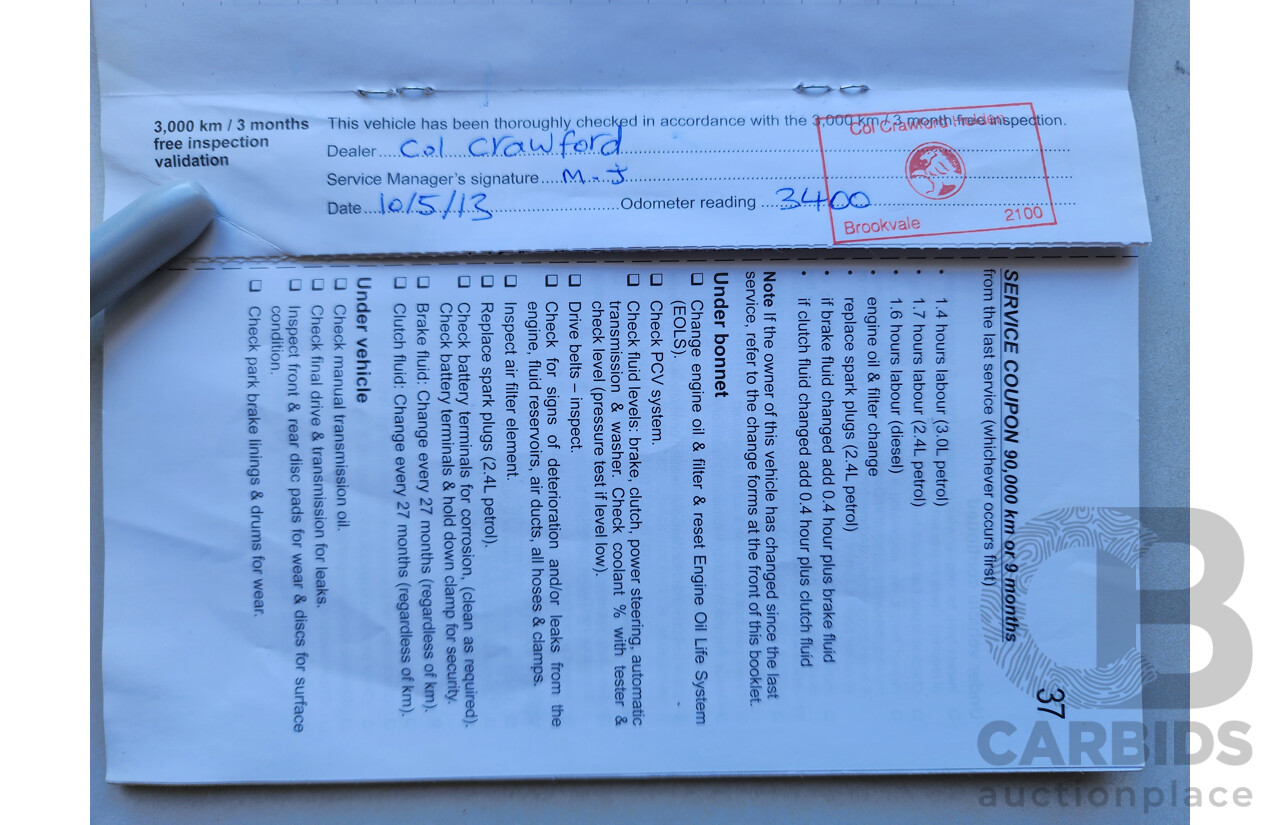 3,000 km / 3 months
free inspection
validation
This vehicle has been thoroughly checked in accordance with the 3,000 km / 3 month free inspection.
Dealer....Col Crawford
Service Manager's signature....M.J
Date...10/5/13
Odometer reading ...3400
Col Crawford Holden
Brookvale 2100
37
SERVICE COUPON 90,000 km or 9 months
from the last service (whichever occurs first)
• 1.4 hours labour (3.0L petrol)
• 1.7 hours labour (2.4L petrol)
• 1.6 hours labour (diesel)
• engine oil & filter change
• replace spark plugs (2.4L petrol)
• if brake fluid changed add 0.4 hour plus brake fluid
• if clutch fluid changed add 0.4 hour plus clutch fluid
Note If the owner of this vehicle has changed since the last
service, refer to the change forms at the front of this booklet.
Under bonnet
❑ Change engine oil & filter & reset Engine Oil Life System
(EOLS).
❑ Check PCV system.
❑ Check fluid levels: brake, clutch, power steering, automatic
transmission & washer. Check coolant % with tester &
check level (pressure test if level low).
❑ Drive belts – inspect.
❑ Check for signs of deterioration and/or leaks from the
engine, fluid reservoirs, air ducts, all hoses & clamps.
❑ Inspect air filter element.
❑ Replace spark plugs (2.4L petrol).
❑ Check battery terminals for corrosion, (clean as required).
Check battery terminals & hold down clamp for security.
❑ Brake fluid: Change every 27 months (regardless of km).
❑ Clutch fluid: Change every 27 months (regardless of km).
Under vehicle
❑ Check manual transmission oil.
❑ Check final drive & transmission for leaks.
❑ Inspect front & rear disc pads for wear & discs for surface
condition.
❑ Check park brake linings & drums for wear.
CB
CARBIDS
auctionplace